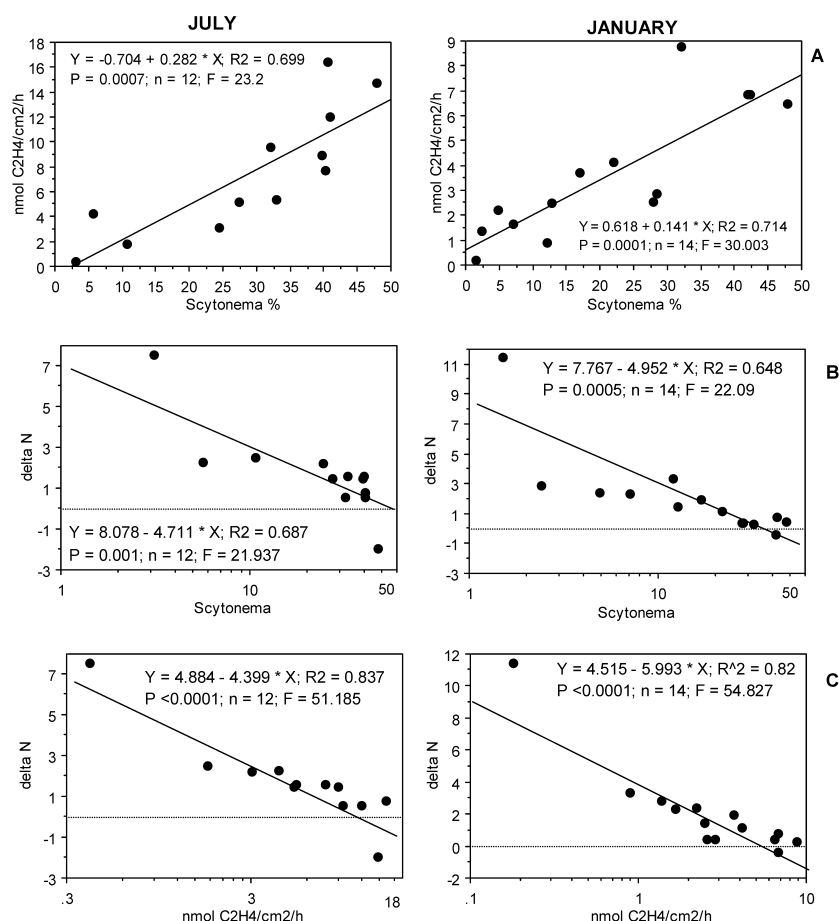 JULY
JANUARY
A
Y = -0.704 + 0.282 * X; R2 = 0.699
P = 0.0007; n = 12; F = 23.2
nmol C2H4/cm2/h
18
16
14
12
10
8
6
4
2
0
0 5 10 15 20 25 30 35 40 45 50
Scytonema %
Y = 0.618 + 0.141 * X; R2 = 0.714
P = 0.0001; n = 14; F = 30.003
nmol C2H4/cm2/h
9
8
7
6
5
4
3
2
1
0
0 5 10 15 20 25 30 35 40 45 50
Scytonema %
B
Y = 8.078 - 4.711 * X; R2 = 0.687
P = 0.001; n = 12; F = 21.937
delta N
7
5
3
1
-1
-3
1 10 50
Scytonema
Y = 7.767 - 4.952 * X; R2 = 0.648
P = 0.0005; n = 14; F = 22.09
delta N
11
9
7
5
3
1
-1
-3
1 10 50
Scytonema
C
Y = 4.884 - 4.399 * X; R2 = 0.837
P <0.0001; n = 12; F = 51.185
delta N
7
5
3
1
-1
-3
.3 3 18
nmol C2H4/cm2/h
Y = 4.515 - 5.993 * X; R^2 = 0.82
P <0.0001; n = 14; F = 54.827
delta N
12
10
8
6
4
2
0
-2
.1 1 10
nmol C2H4/cm2/h